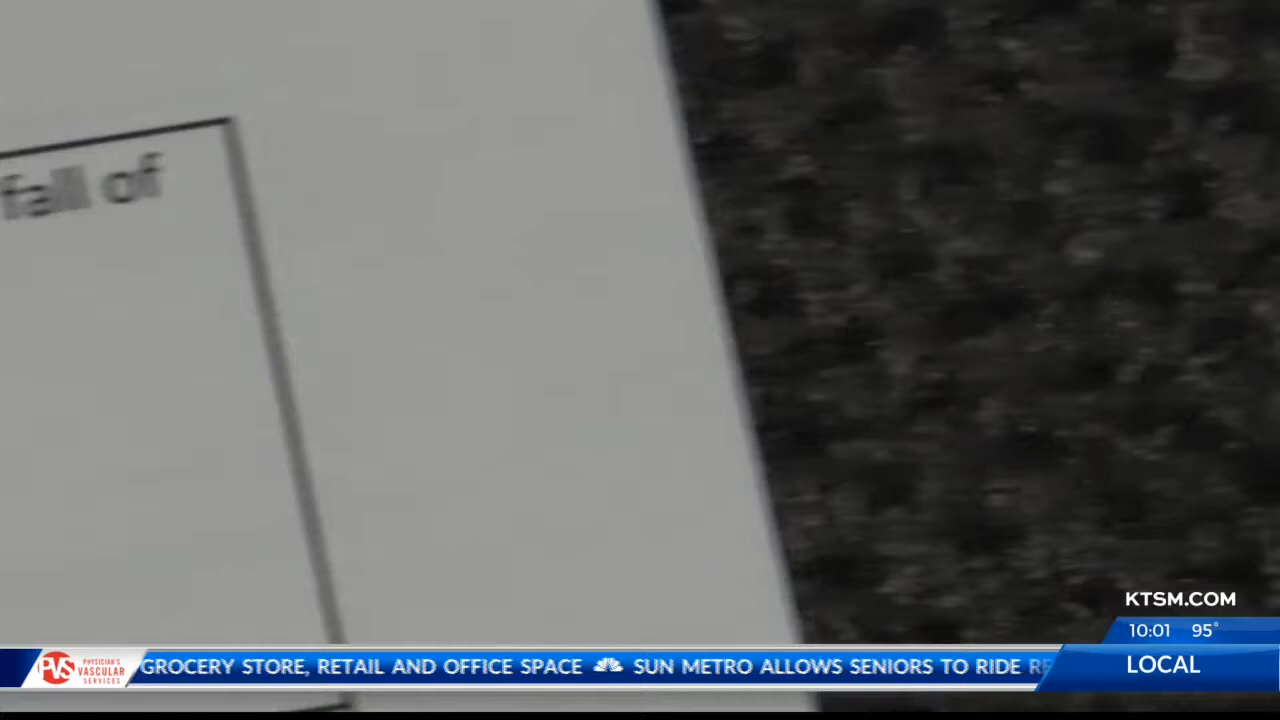 fall of
KTSM.COM
10:01 95°
LOCAL
PVS PHYSICIAN'S VASCULAR SERVICES
GROCERY STORE, RETAIL AND OFFICE SPACE SUN METRO ALLOWS SENIORS TO RIDE